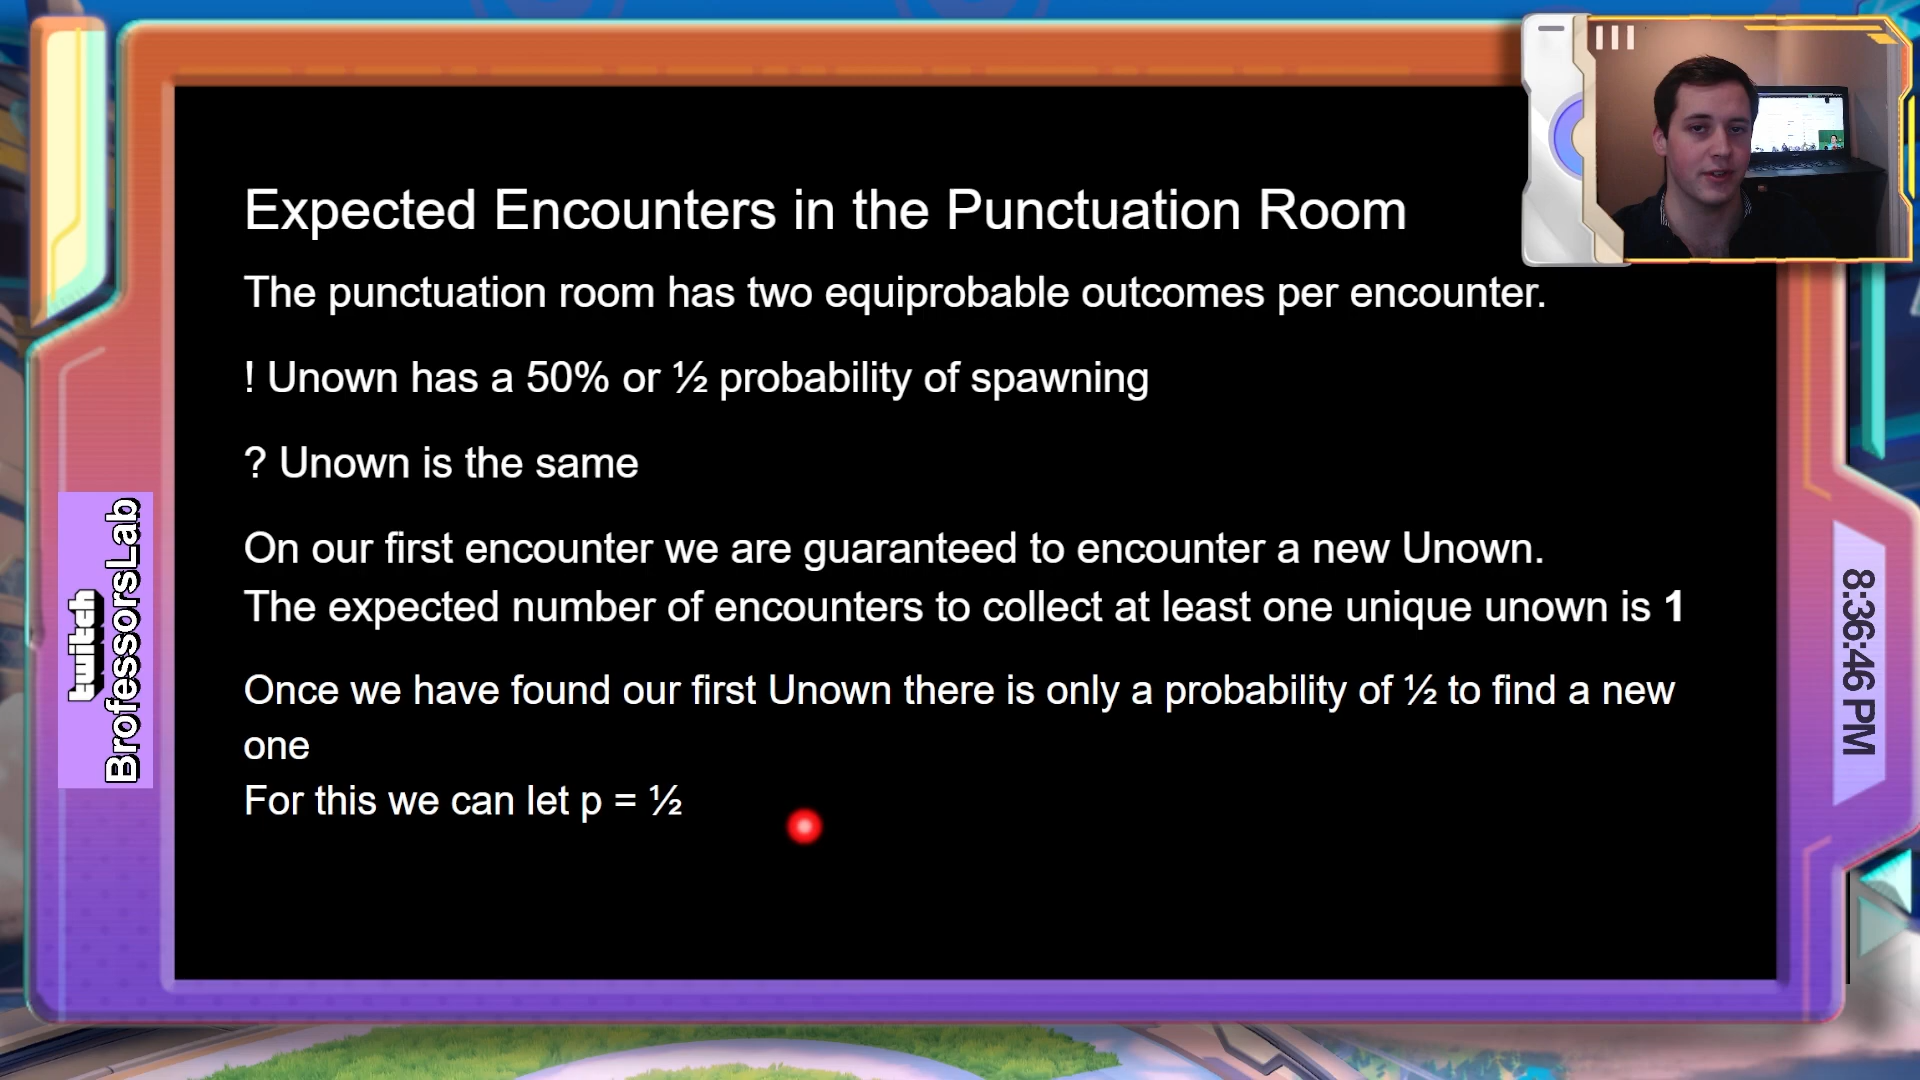 Expected Encounters in the Punctuation Room
The punctuation room has two equiprobable outcomes per encounter.
! Unown has a 50% or ½ probability of spawning
? Unown is the same
On our first encounter we are guaranteed to encounter a new Unown.
The expected number of encounters to collect at least one unique unown is 1
Once we have found our first Unown there is only a probability of ½ to find a new
one
For this we can let p = ½
twitch
BrofessorsLab
8:36:46 PM